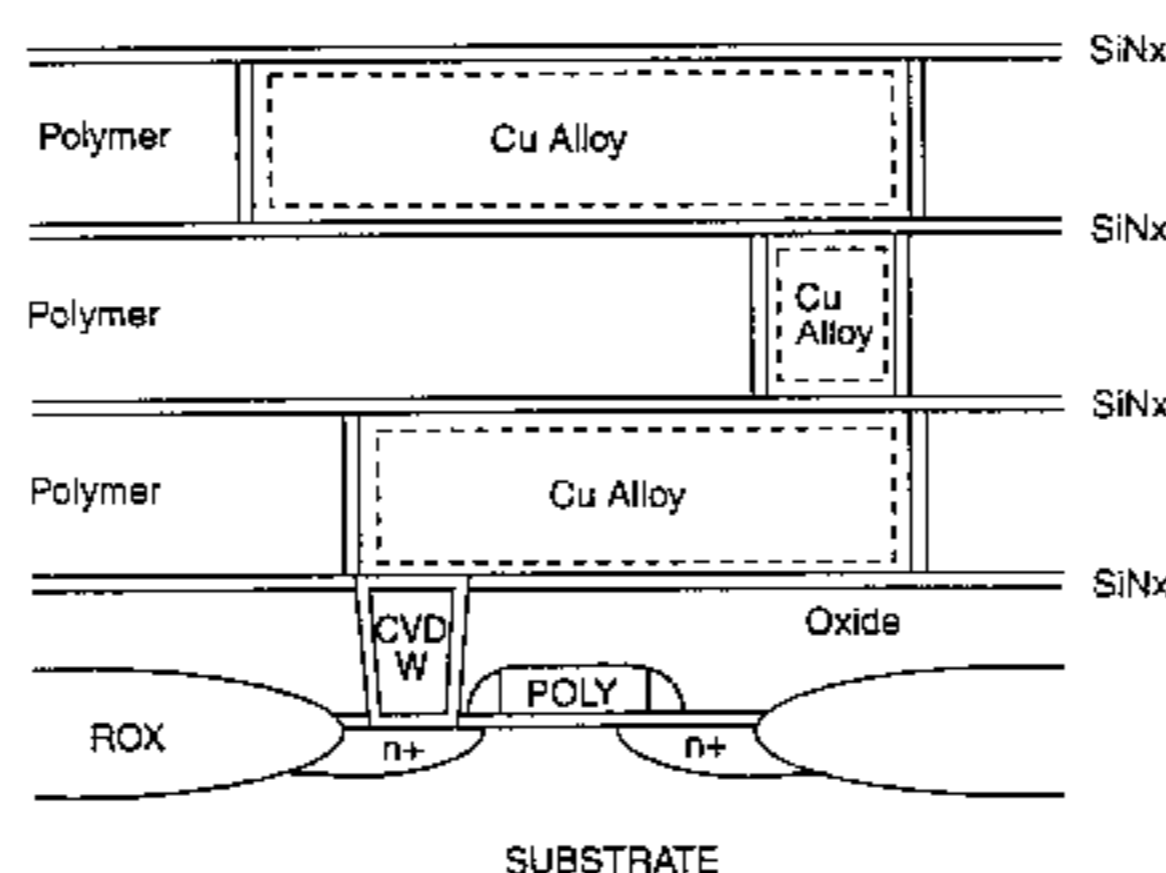 SiNx
Polymer
Cu Alloy
SiNx
Polymer
Cu
Alloy
SiNx
Polymer
Cu Alloy
SiNx
CVD
W
Oxide
POLY
ROX
n+
n+
SUBSTRATE